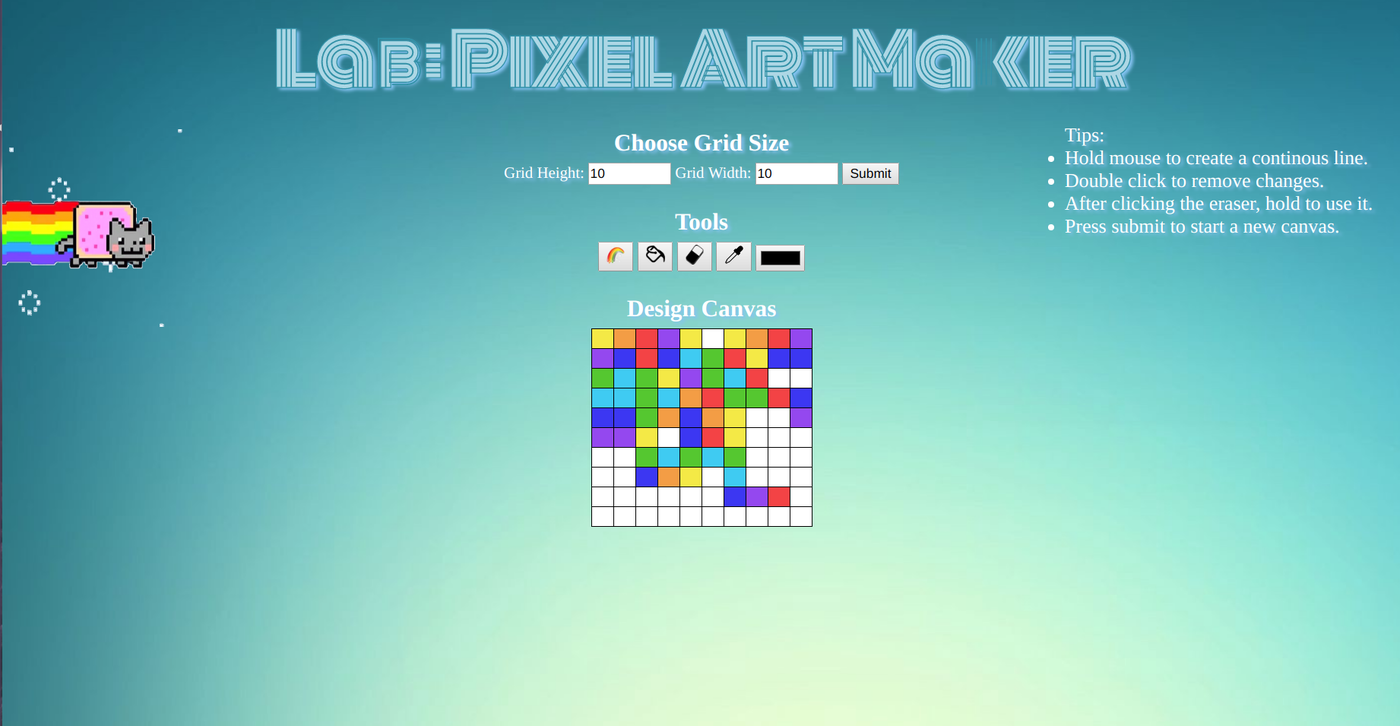 Lab: Pixel Art Maker
Choose Grid Size
Grid Height: 10 Grid Width: 10 Submit
Tools
Design Canvas
Tips:
Hold mouse to create a continous line.
Double click to remove changes.
After clicking the eraser, hold to use it.
Press submit to start a new canvas.